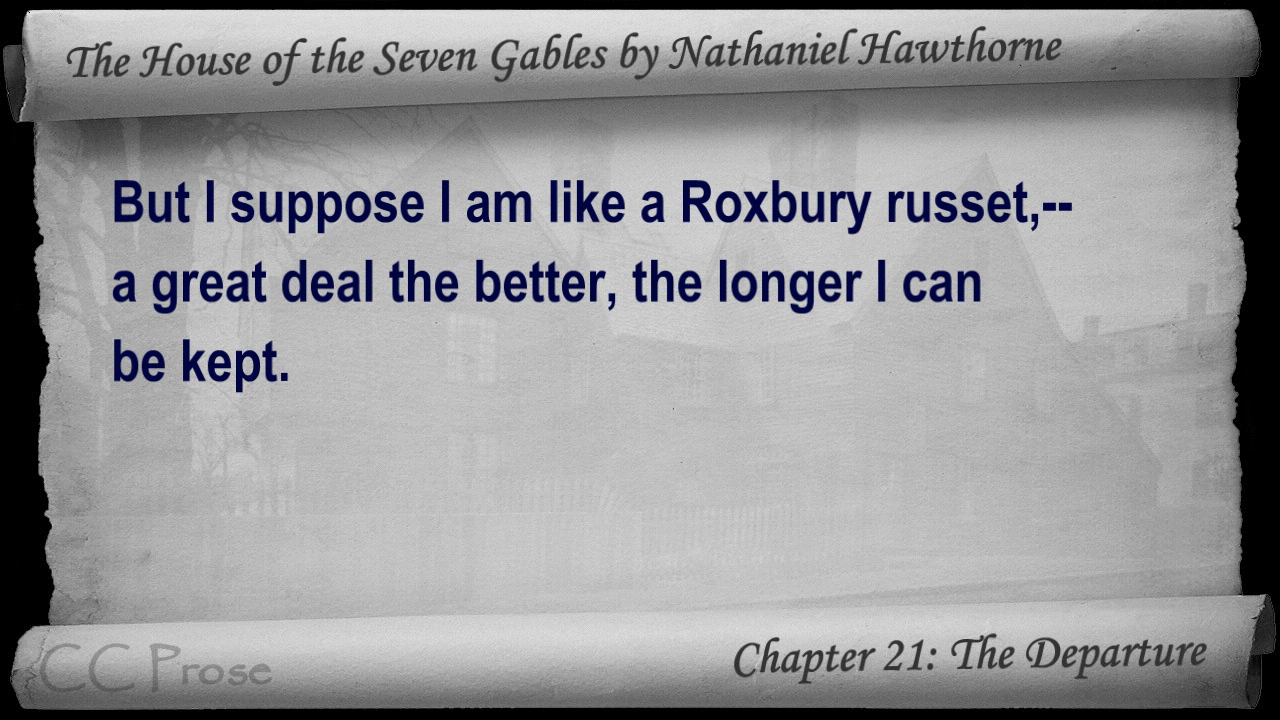 The House of the Seven Gables by Nathaniel Hawthorne
But I suppose I am like a Roxbury russet,--
a great deal the better, the longer I can
be kept.
CC Prose
Chapter 21: The Departure